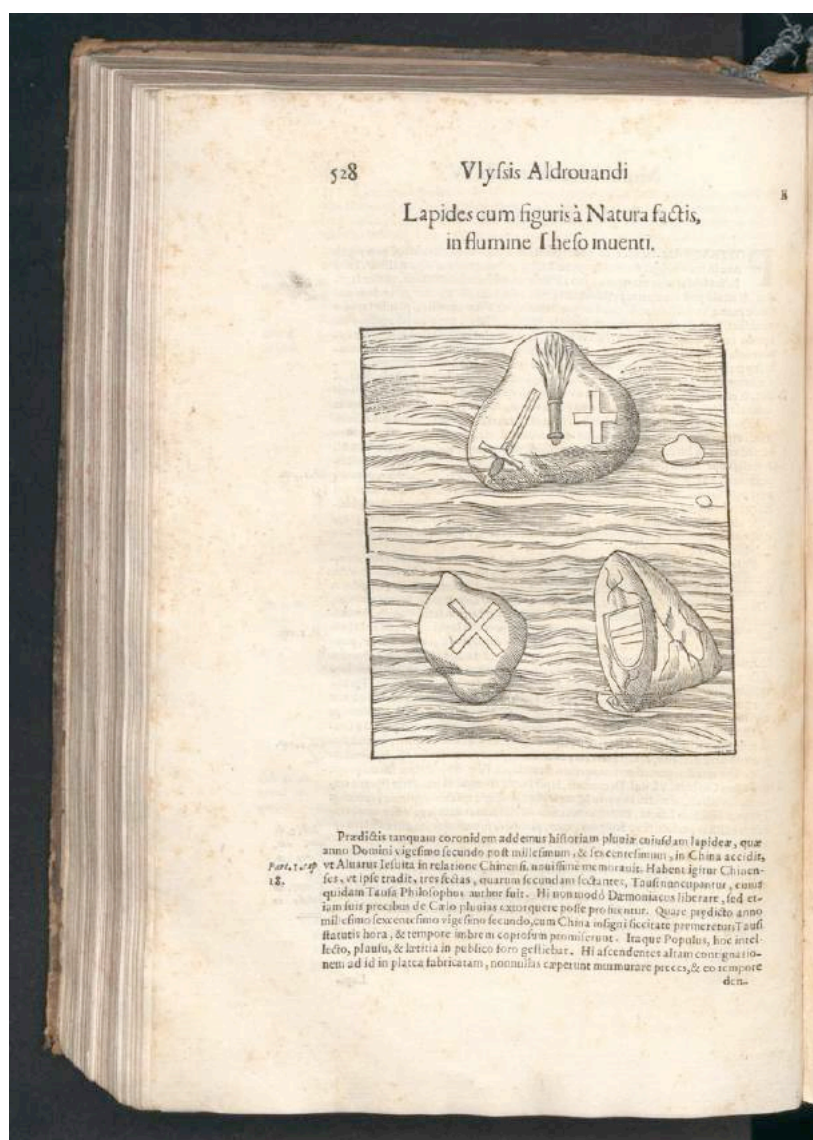 528
Vlyſsis Aldrouandi
Lapides cum figuris à Natura factis,
in flumine Theſo inuenti.
Prædictis tanquam coronidem addemus hiſtoriam pluuiæ cuiuſdam lapideæ, quæ
anno Domini vigeſimo ſecundo poſt milleſimum, & ſexcenteſimum, in China accidit,
Part. 1. cap
18.
vt Aluarus Ieſuita in relatione Chinenſi, nouiſſimè memorauit. Habent igitur Chinen-
ſes, vt ipſe tradit, tres ſectas, quarum ſecundam ſectantes, Tauſi nuncupantur, cuius
quidam Tauſa Philoſophus author fuit. Hi non modò Dæmoniacus liberare, ſed et-
iam ſuis precibus de Cælo pluuias extorquere poſſe profitentur. Quare prędicto anno
milleſimo ſexcenteſimo vigeſimo ſecundo, cum China inſigni ſiccitate premeretur, Tauſi
ſtatutis hora, & tempore imbrem copioſum promiſerunt. Itaque Populus, hoc intel-
lecto, plauſu, & lætitia in publico foro geſtiebat. Hi aſcendentes altam contignatio-
nem ad id in platea fabricatam, nonnullas cæperunt murmurare preces, & eo tempore
den-